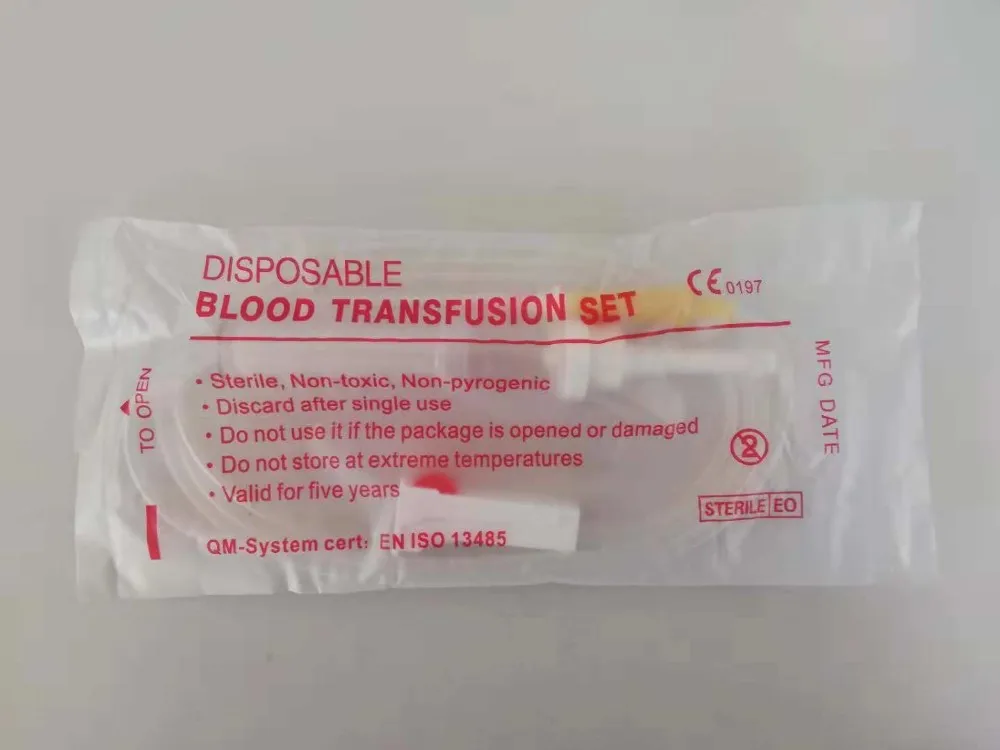 DISPOSABLE
BLOOD TRANSFUSION SET
CE 0197
• Sterile, Non-toxic, Non-pyrogenic
• Discard after single use
• Do not use it if the package is opened or damaged
• Do not store at extreme temperatures
• Valid for five years
QM-System cert: EN ISO 13485
TO OPEN
MFG DATE
2
STERILE EO